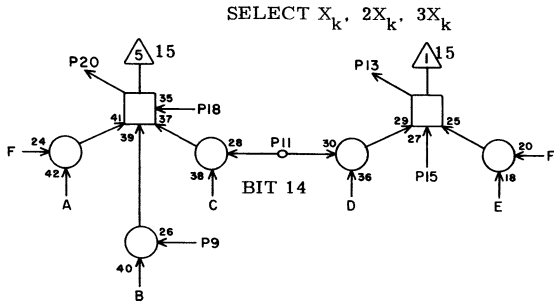 SELECT Xk, 2Xk, 3Xk
5 15
1 15
P20
P13
35
P18
41
37
39
29
25
27
24
F
42
28
P11
30
20
F
38
36
18
A
C
BIT 14
D
P15
E
26
P9
40
B